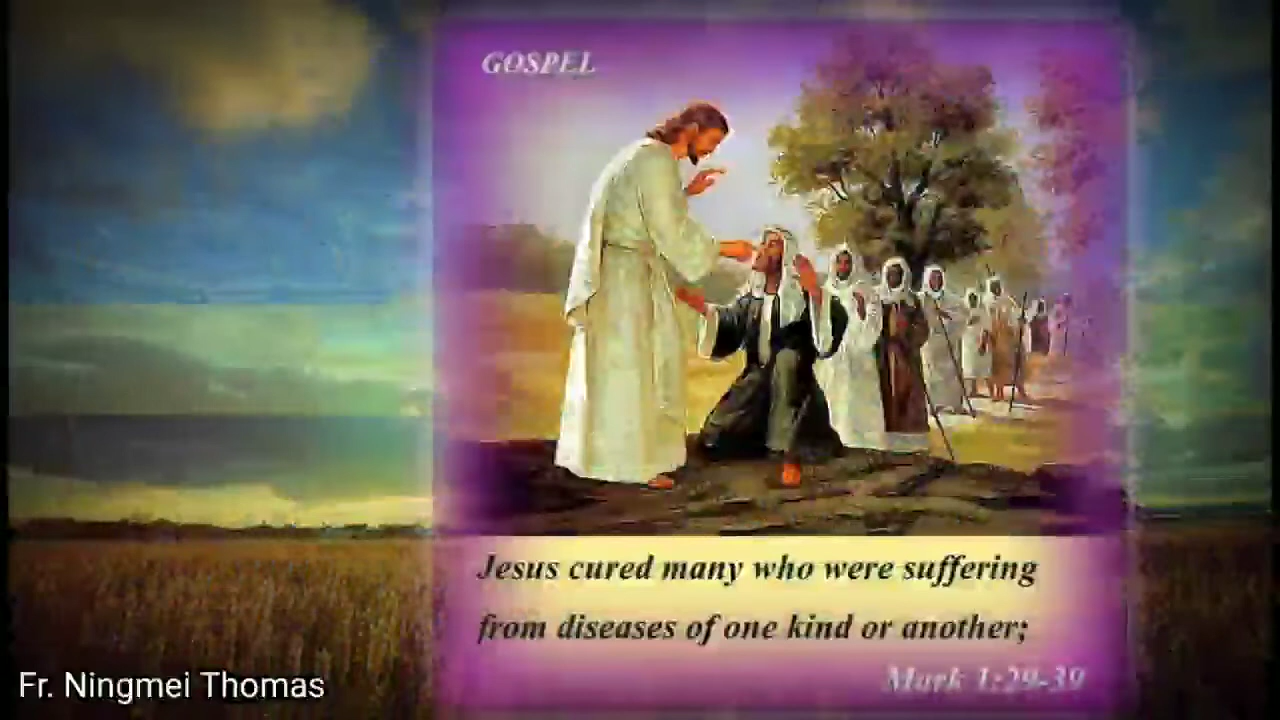 GOSPEL
Jesus cured many who were suffering
from diseases of one kind or another;
Mark 1:29-39
Fr. Ningmei Thomas